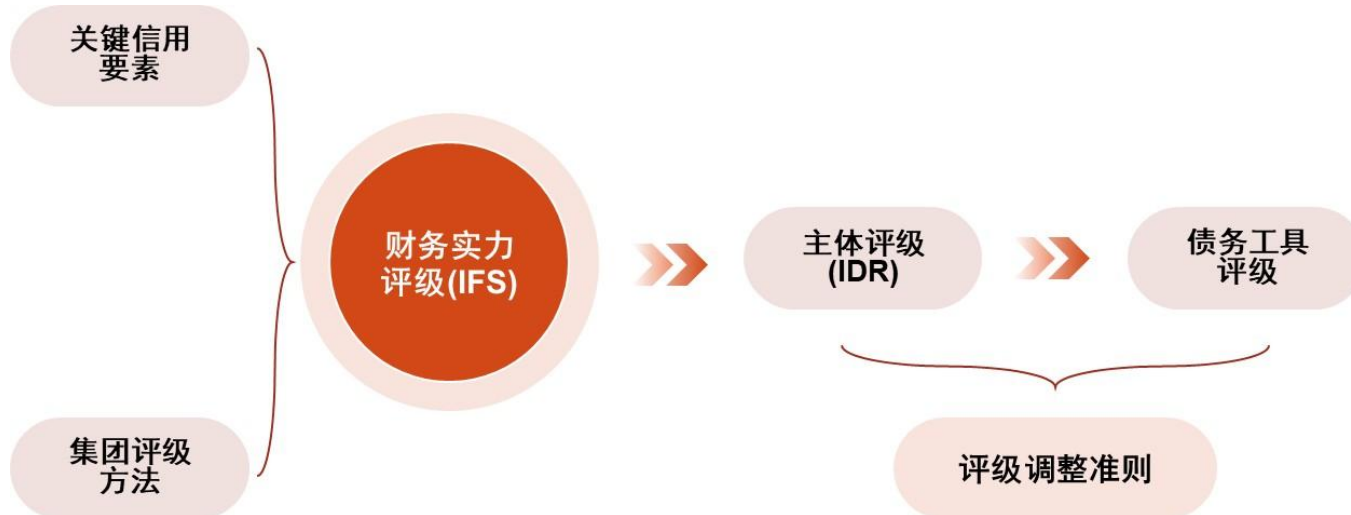 关键信用
要素
财务实力
评级(IFS)
主体评级
(IDR)
债务工具
评级
集团评级
方法
评级调整准则